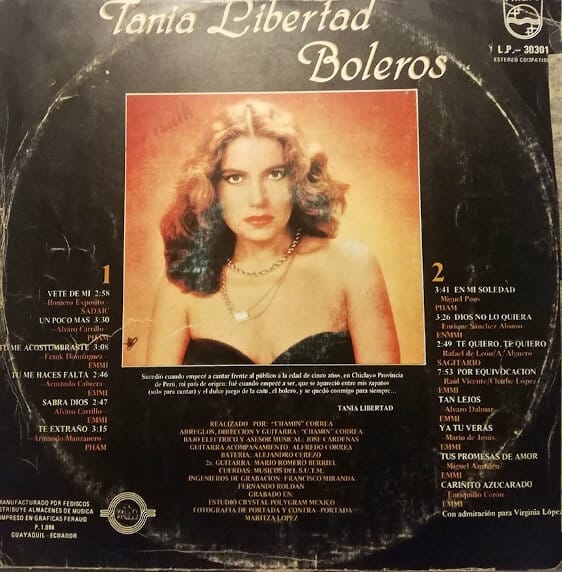 Tania Libertad
Boleros
L.P.- 30301
1
VETE DE MI 2:58
Homero Exposito
SADAIC
UN POCO MAS 3:30
Alvaro Carrillo
PHAM
TU ME ACOSTUMBRASTE 3:08
Frank Domínguez
EMMI
TU ME HACES FALTA 2:46
Armando Cabrera
EMMI
SABRA DIOS 2:47
Alvaro Carrillo
EMMI
TE EXTRAÑO 3:15
Armando Manzanero
PHAM
2
3:41 EN MI SOLEDAD
Miguel Pous
PHAM
3:26 DIOS NO LO QUIERA
Enrique Sánchez Alonso
ENMMI
2:49 TE QUIERO, TE QUIERO
Rafael de León/A. Alguero
SAGITARIO
7:53 POR EQUIVOCACION
Raul Vicente/Charlie López
EMMI
TAN LEJOS
Alvaro Dalmar
EMMI
YA TU VERAS
Mario de Jesús
EMMI
TUS PROMESAS DE AMOR
Miguel Amadeu
EMMI
CARIÑITO AZUCARADO
Enriquillo Cerón
EMMI
Con admiración para Virginia López
Sucedió cuando empecé a cantar frente al público a la edad de cinco años, en Chiclayo Provincia
de Perú, mi país de origen; fué cuando empecé a ser, que se apareció entre mis zapatos
(solo para cantar) y el dulce juego de la caín, el bolero, y se quedó conmigo para siempre...
TANIA LIBERTAD
REALIZADO POR: "CHAMIN" CORREA
ARREGLOS, DIRECCION Y GUITARRA: "CHAMIN" CORREA
BAJO ELECTRICO Y ASESOR MUSICAL: JOSE CARDENAS
GUITARRA ACOMPAÑAMIENTO: ALFREDO CORREA
BATERIA: ALEJANDRO CEREZO
2a. GUITARRA: MARIO ROMERO BERRIEL
CUERDAS: MUSICOS DEL S.U.T.M.
INGENIEROS DE GRABACION: FRANCISCO MIRANDA
FERNANDO ROLDAN
GRABADO EN:
ESTUDIO CRYSTAL POLYGRAM MEXICO
FOTOGRAFIA DE PORTADA Y CONTRA-PORTADA:
MARITZA LOPEZ
MANUFACTURADO POR FEDISCOS
DISTRIBUYE ALMACENES DE MUSICA
IMPRESO EN GRAFICAS FERAUD
P. 1,986
GUAYAQUIL - ECUADOR